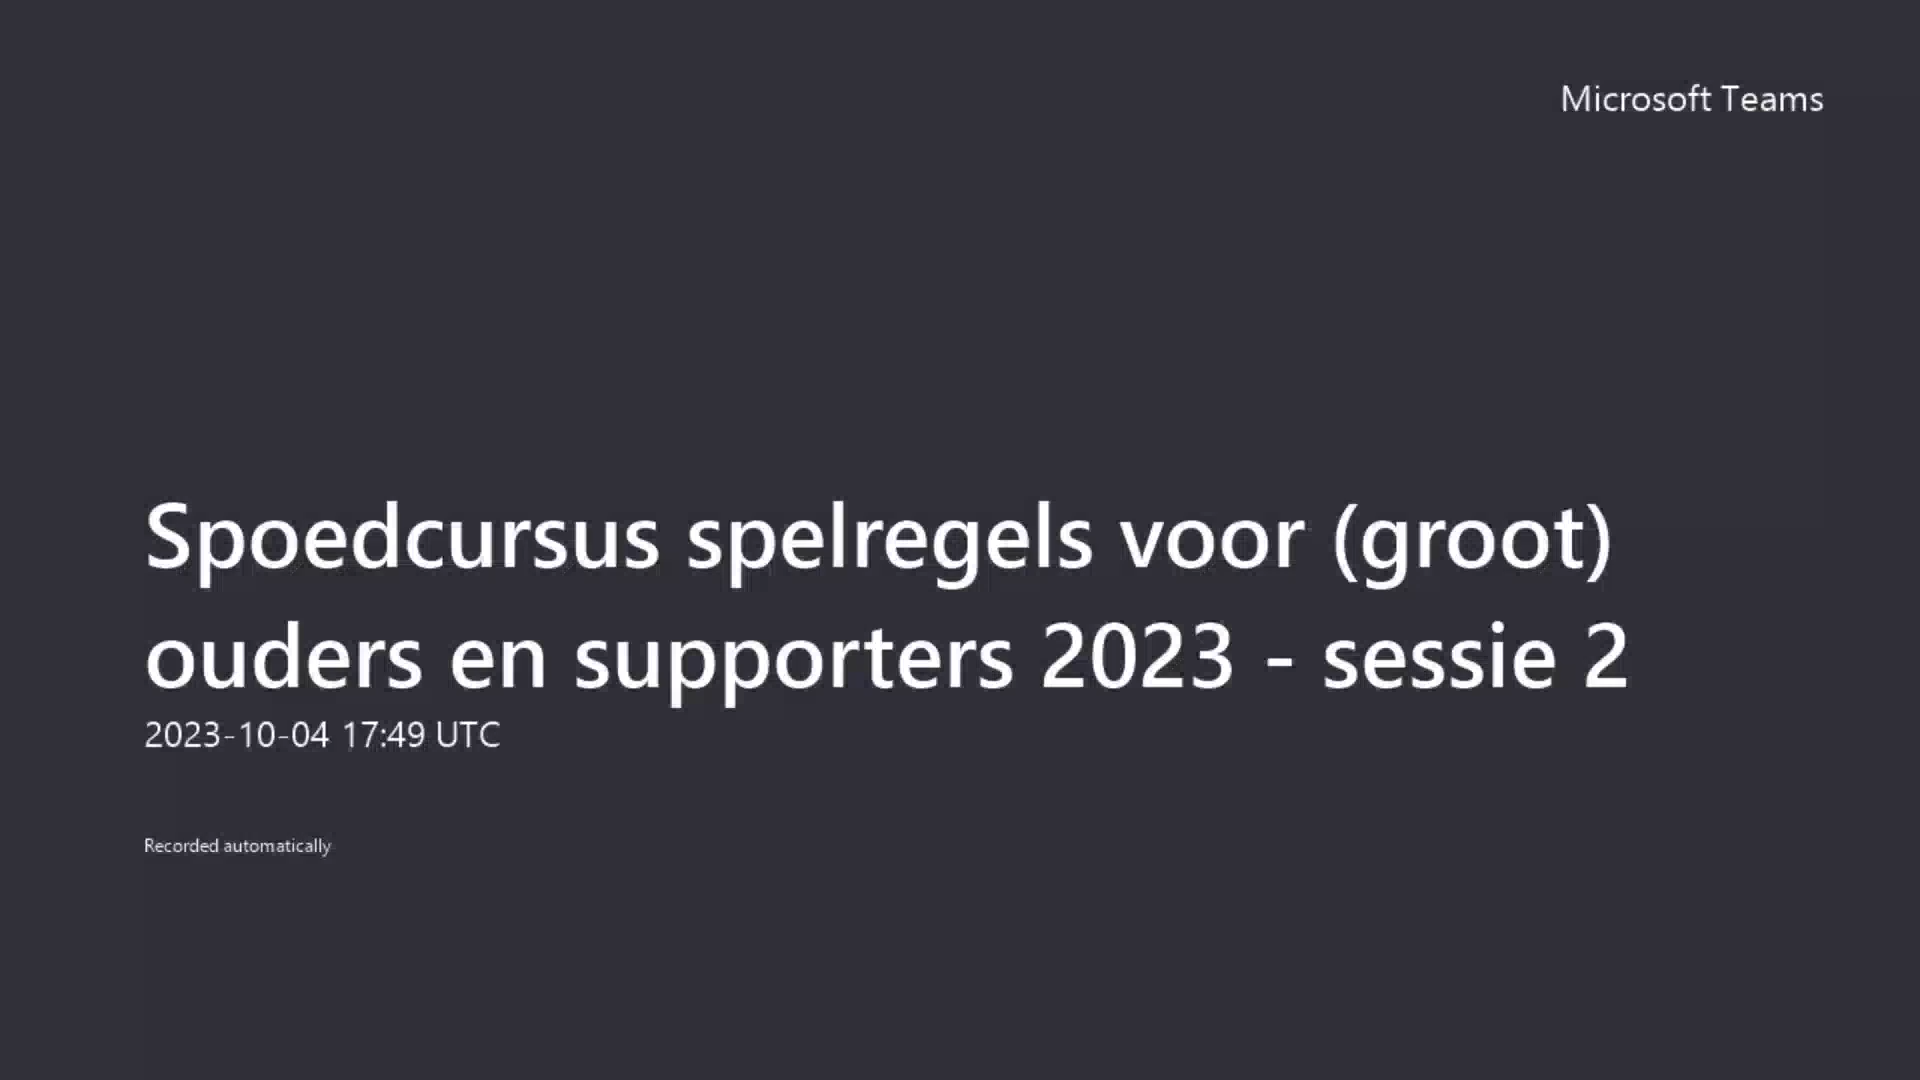 Microsoft Teams
Spoedcursus spelregels voor (groot)
ouders en supporters 2023 - sessie 2
2023-10-04 17:49 UTC
Recorded automatically